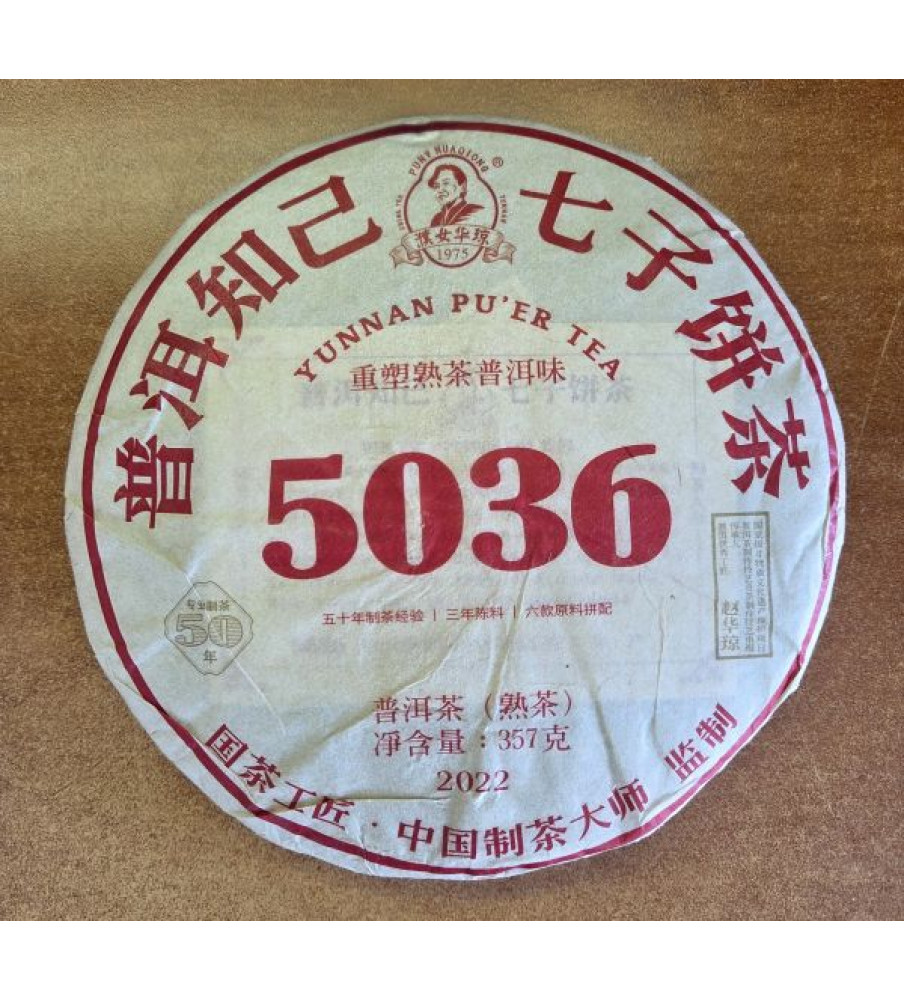 普洱知己 七子饼茶
PUNV HUAQIONG ®
濮女华琼
1975
YUNNAN PU'ER TEA
重塑熟茶普洱味
5036
五十年制茶经验 | 三年陈料 | 六款原料拼配
专业制茶
50
年
赵华琼
普洱茶（熟茶）
净含量：357克
2022
国茶工匠·中国制茶大师 监制